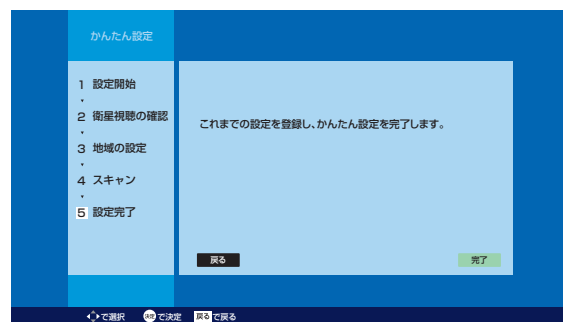 かんたん設定
1 設定開始
2 衛星視聴の確認
3 地域の設定
4 スキャン
5 設定完了
これまでの設定を登録し、かんたん設定を完了します。
戻る 完了
で選択 決定 で決定 戻る で戻る